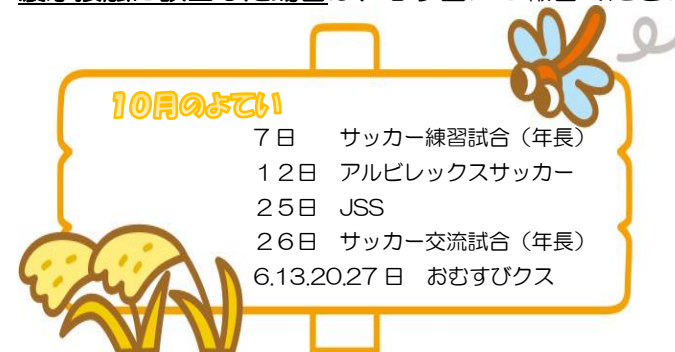 10月のよてい
7日 サッカー練習試合（年長）
12日 アルビレックスサッカー
25日 JSS
26日 サッカー交流試合（年長）
6.13.20.27日 おむすびクス